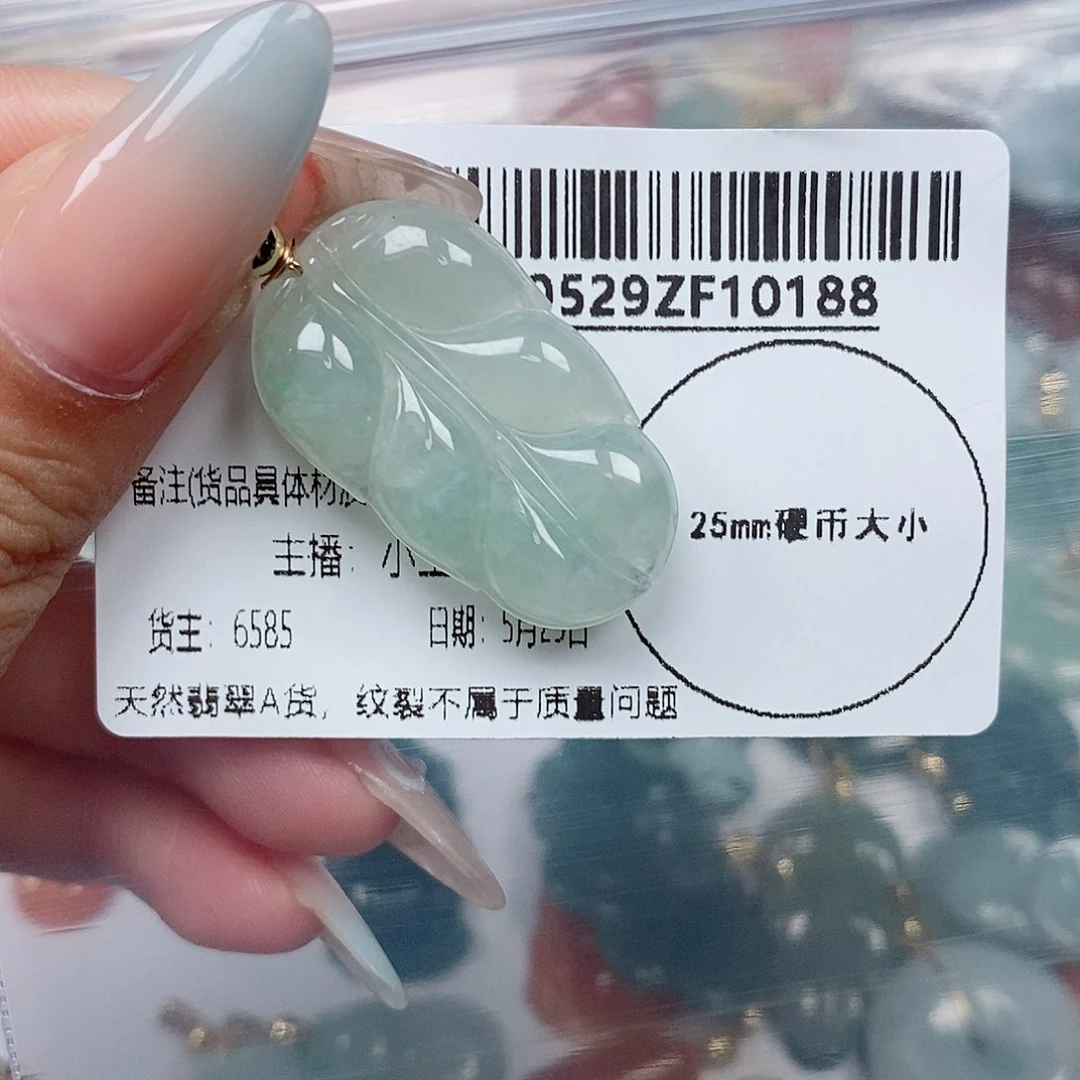 0529ZF10188
备注(货品具体材质
25mm硬币大小
主播：小
货主：6585 日期：5月29日
天然翡翠A货，纹裂不属于质量问题